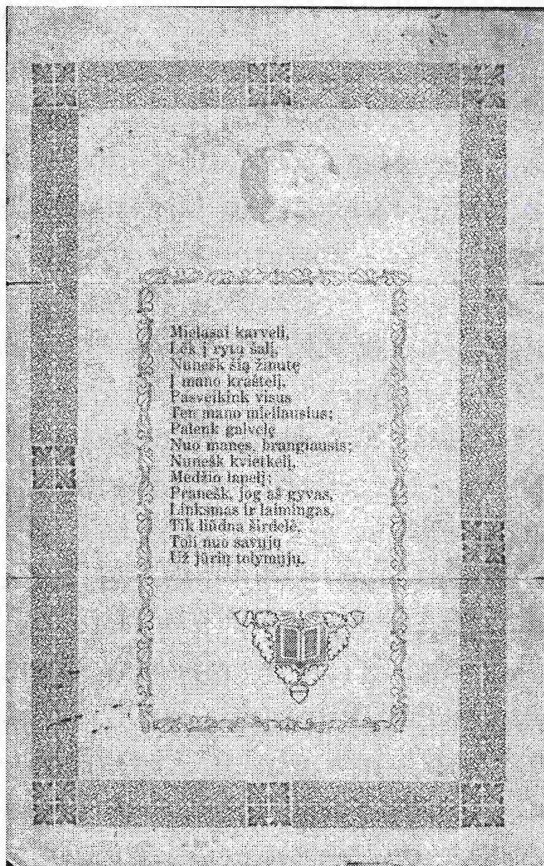 Mielasai karveli,
Lėk į rytų šalį,
Nunešk šią žinutę
Į mano kraštelį,
Pasveikink visus
Ten mano mieliausius;
Palenk galvelę
Nuo manęs, brangiausis;
Nunešk kvietkelį,
Medžio lapelį;
Pranešk, jog aš gyvas,
Linksmas ir laimingas,
Tik liūdna širdelė,
Toli nuo savųjų
Už jūrių tolymųjų.